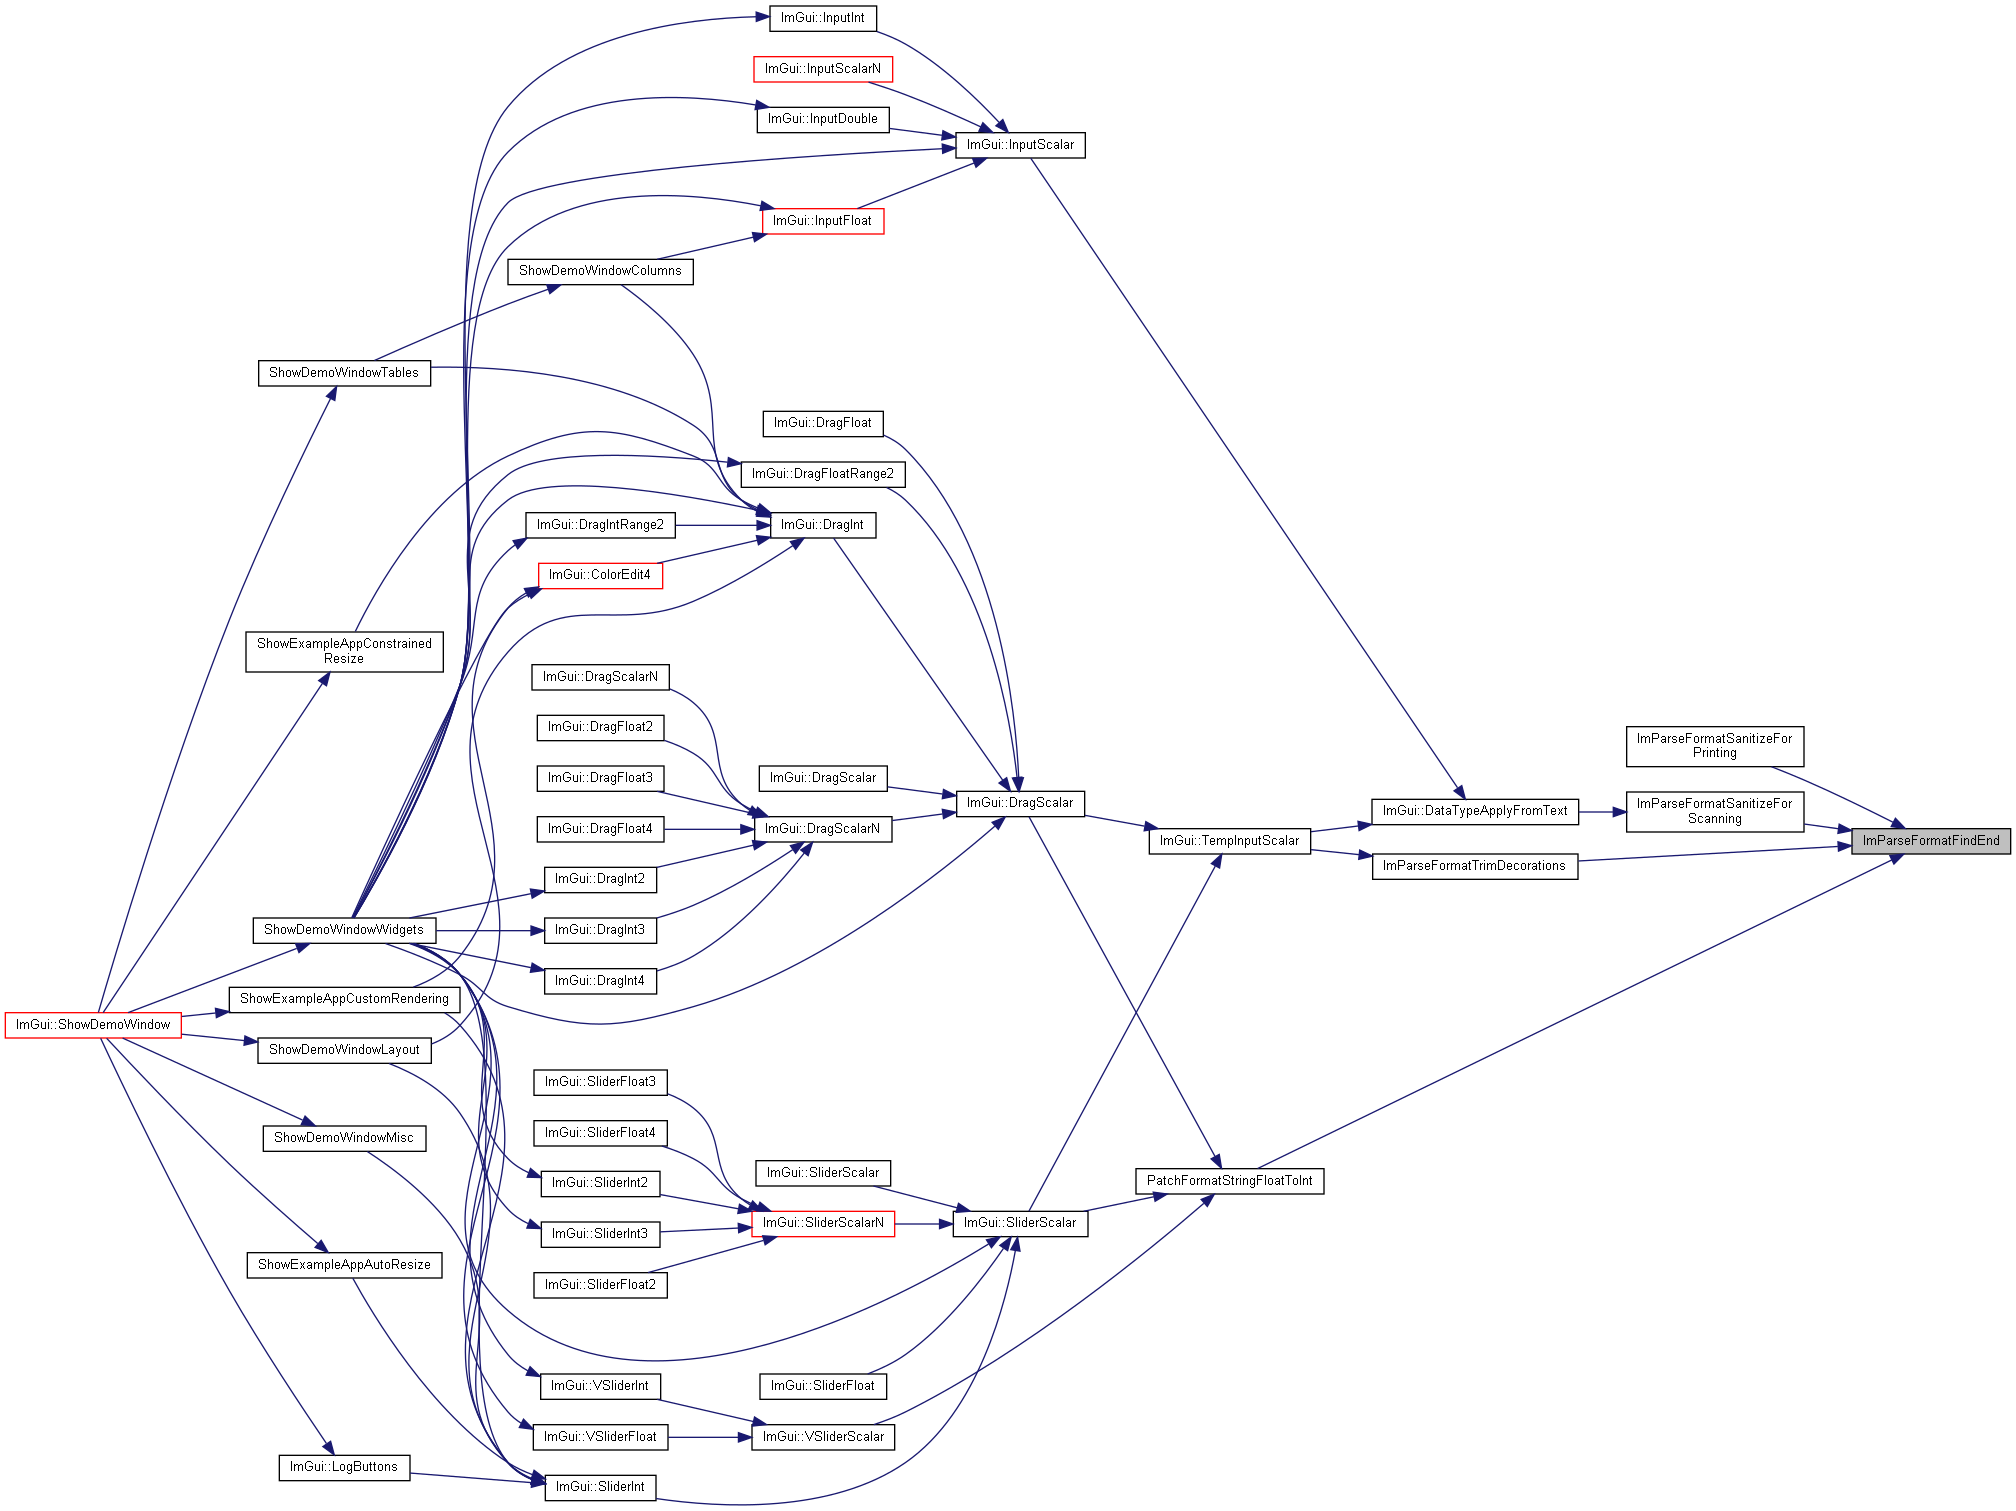 ImGui::InputInt
ImGui::InputScalarN
ImGui::InputDouble
ImGui::InputScalar
ImGui::InputFloat
ShowDemoWindowColumns
ShowDemoWindowTables
ImGui::DragFloat
ImGui::DragFloatRange2
ImGui::DragIntRange2
ImGui::DragInt
ImGui::ColorEdit4
ShowExampleAppConstrained
Resize
ImGui::DragScalarN
ImGui::DragFloat2
ImGui::DragFloat3
ImGui::DragScalar
ImGui::DragFloat4
ImGui::DragScalarN
ImGui::DragScalar
ImParseFormatSanitizeFor
Printing
ImGui::DataTypeApplyFromText
ImParseFormatSanitizeFor
Scanning
ImGui::TempInputScalar
ImParseFormatFindEnd
ImParseFormatTrimDecorations
ImGui::DragInt2
ShowDemoWindowWidgets
ImGui::DragInt3
ImGui::DragInt4
ShowExampleAppCustomRendering
ImGui::ShowDemoWindow
ShowDemoWindowLayout
ImGui::SliderFloat3
ImGui::SliderFloat4
ShowDemoWindowMisc
ImGui::SliderInt2
ImGui::SliderScalar
PatchFormatStringFloatToInt
ImGui::SliderInt3
ImGui::SliderScalarN
ImGui::SliderScalar
ShowExampleAppAutoResize
ImGui::SliderFloat2
ImGui::VSliderInt
ImGui::SliderFloat
ImGui::VSliderFloat
ImGui::VSliderScalar
ImGui::LogButtons
ImGui::SliderInt